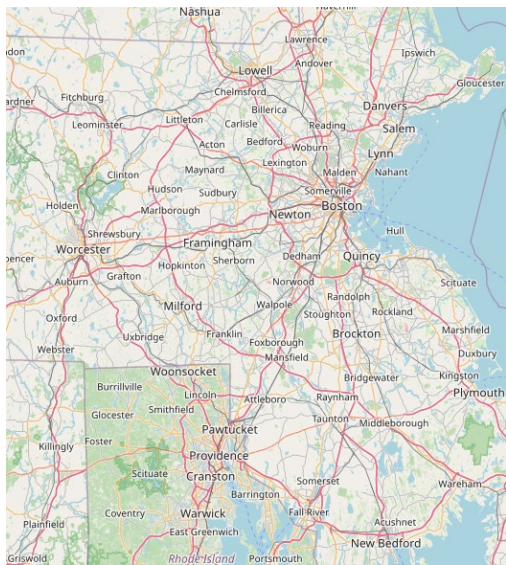 Nashua
Lawrence
Andover
Ipswich
Lowell
Gloucester
Chelmsford
Fitchburg
Billerica
Danvers
Leominster
Littleton
Carlisle
Reading
Salem
Acton
Bedford
Woburn
Lynn
Lexington
Malden
Nahant
Clinton
Maynard
Hudson
Sudbury
Somerville
Holden
Marlborough
Newton
Boston
Shrewsbury
Hull
Worcester
Framingham
Sherborn
Dedham
Quincy
Hopkinton
Auburn
Grafton
Norwood
Scituate
Randolph
Milford
Walpole
Stoughton
Rockland
Oxford
Marshfield
Uxbridge
Franklin
Brockton
Foxborough
Webster
Duxbury
Mansfield
Woonsocket
Bridgewater
Kingston
Burrillville
Lincoln
Attleboro
Raynham
Plymouth
Smithfield
Glocester
Taunton
Middleborough
Pawtucket
Killingly
Foster
Providence
Scituate
Cranston
Somerset
Wareham
Barrington
Coventry
Warwick
Fall River
Acushnet
Plainfield
East Greenwich
New Bedford
Griswold
Rhode Island
Portsmouth